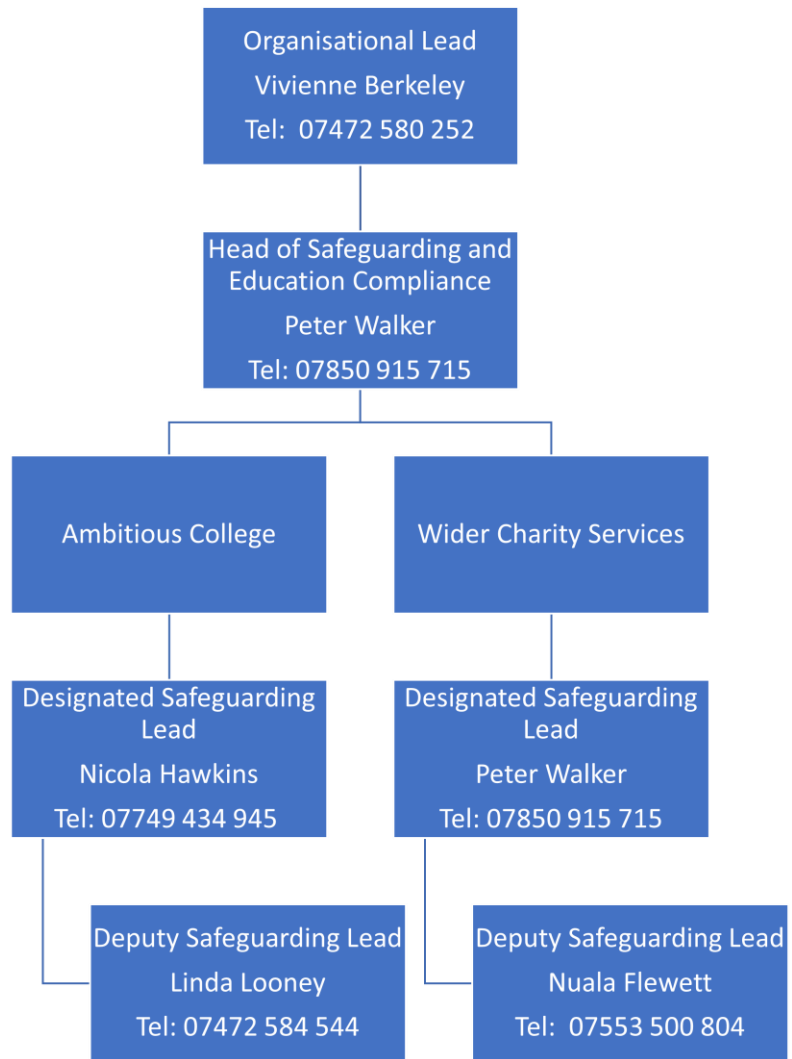 Organisational Lead
Vivienne Berkeley
Tel:  07472 580 252
Head of Safeguarding and
Education Compliance
Peter Walker
Tel: 07850 915 715
Ambitious College
Wider Charity Services
Designated Safeguarding
Lead
Nicola Hawkins
Tel: 07749 434 945
Designated Safeguarding
Lead
Peter Walker
Tel: 07850 915 715
Deputy Safeguarding Lead
Linda Looney
Tel: 07472 584 544
Deputy Safeguarding Lead
Nuala Flewett
Tel:  07553 500 804